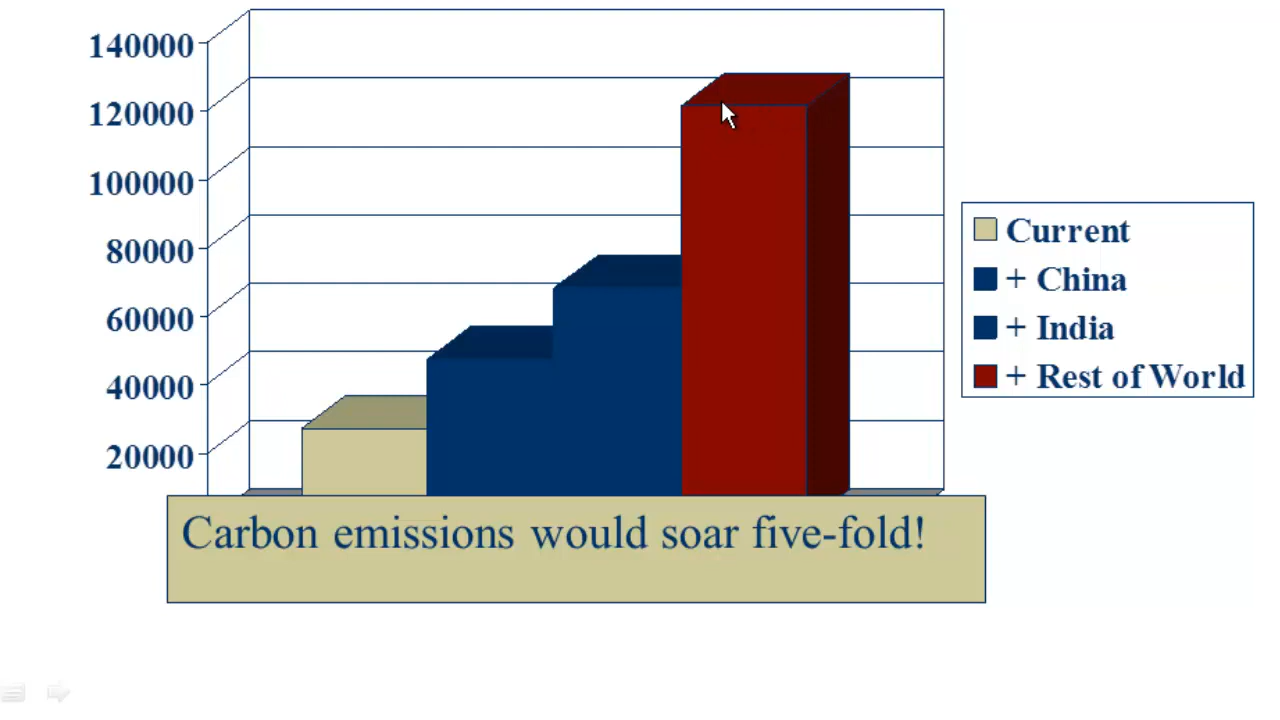 140000
120000
100000
80000
60000
40000
20000
Current
+ China
+ India
+ Rest of World
Carbon emissions would soar five-fold!